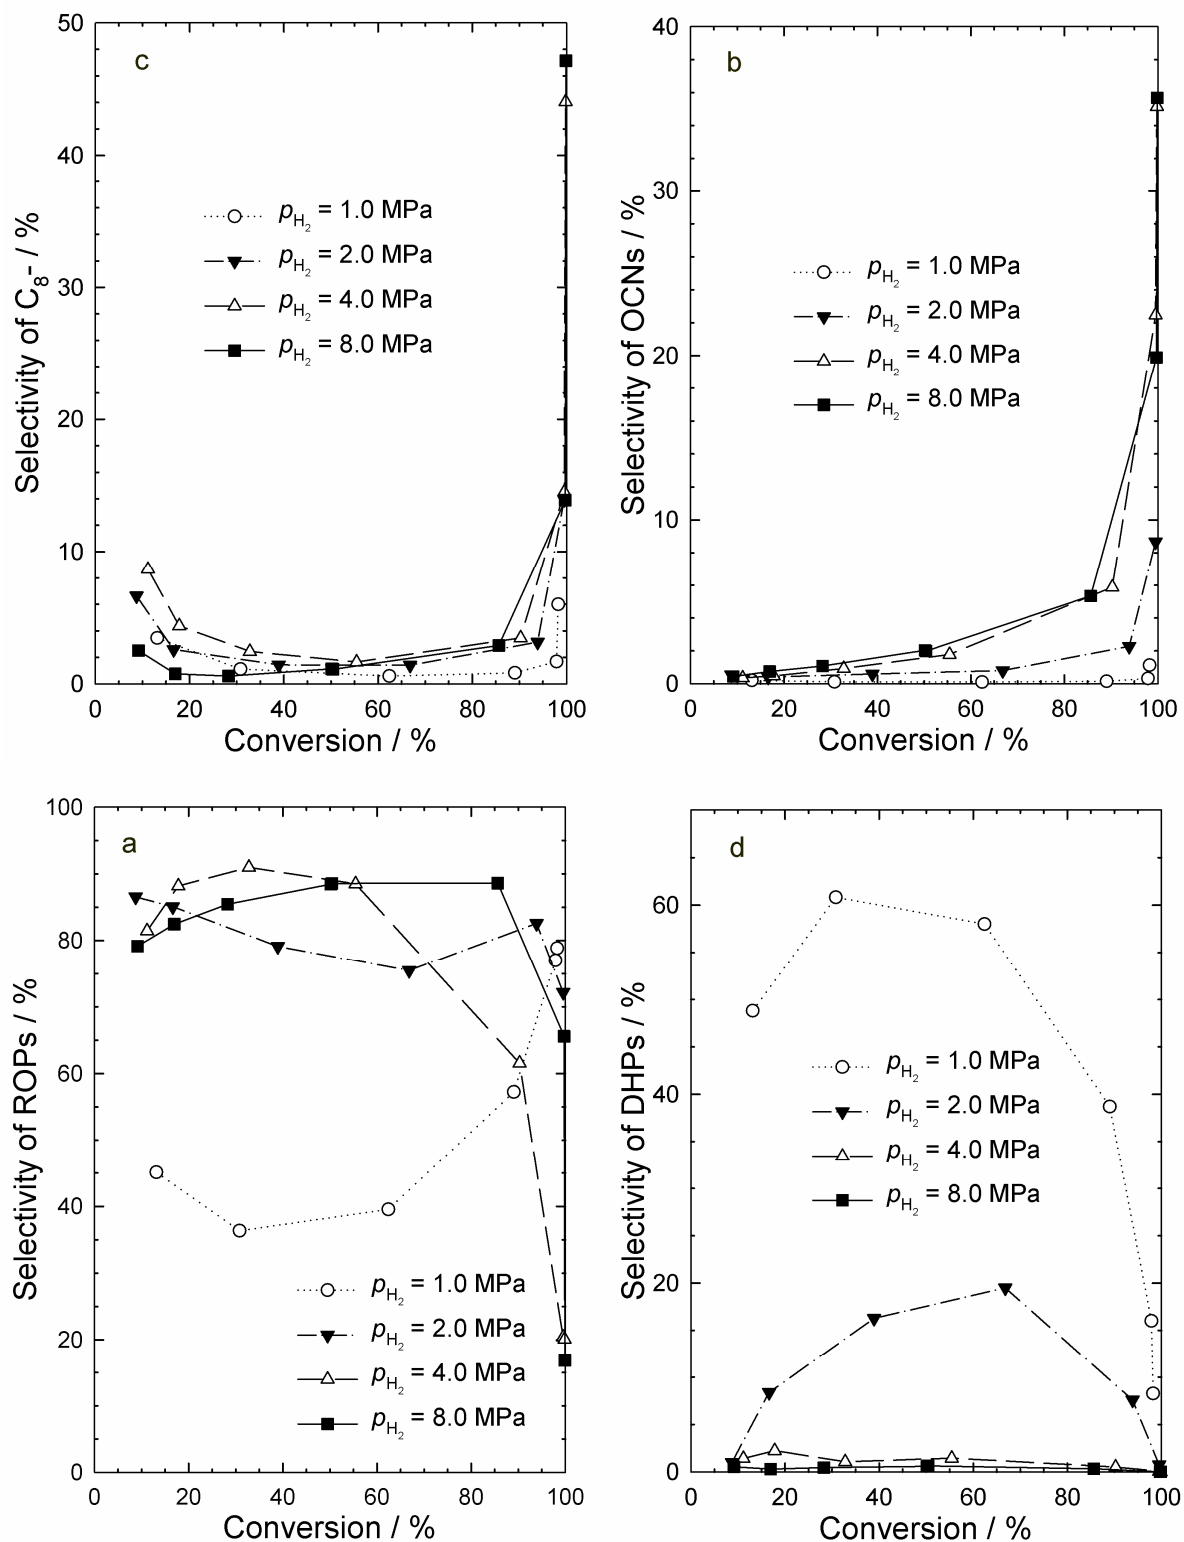 50
40
30
20
10
0
Selectivity of C8- / %
c
pH2 = 1.0 MPa
pH2 = 2.0 MPa
pH2 = 4.0 MPa
pH2 = 8.0 MPa
0 20 40 60 80 100
Conversion / %
40
30
20
10
0
Selectivity of OCNs / %
b
pH2 = 1.0 MPa
pH2 = 2.0 MPa
pH2 = 4.0 MPa
pH2 = 8.0 MPa
0 20 40 60 80 100
Conversion / %
100
80
60
40
20
0
Selectivity of ROPs / %
a
pH2 = 1.0 MPa
pH2 = 2.0 MPa
pH2 = 4.0 MPa
pH2 = 8.0 MPa
0 20 40 60 80 100
Conversion / %
60
40
20
0
Selectivity of DHPs / %
d
pH2 = 1.0 MPa
pH2 = 2.0 MPa
pH2 = 4.0 MPa
pH2 = 8.0 MPa
0 20 40 60 80 100
Conversion / %